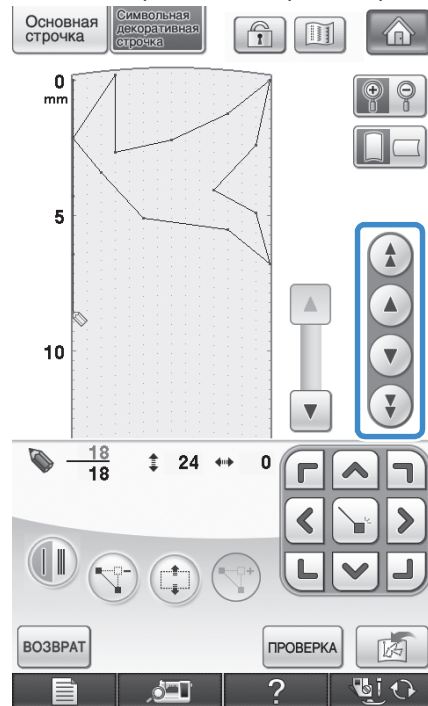 Основная
строчка
Символьная
декоративная
строчка
0
mm
5
10
18
18
24
0
ВОЗВРАТ
ПРОВЕРКА
?